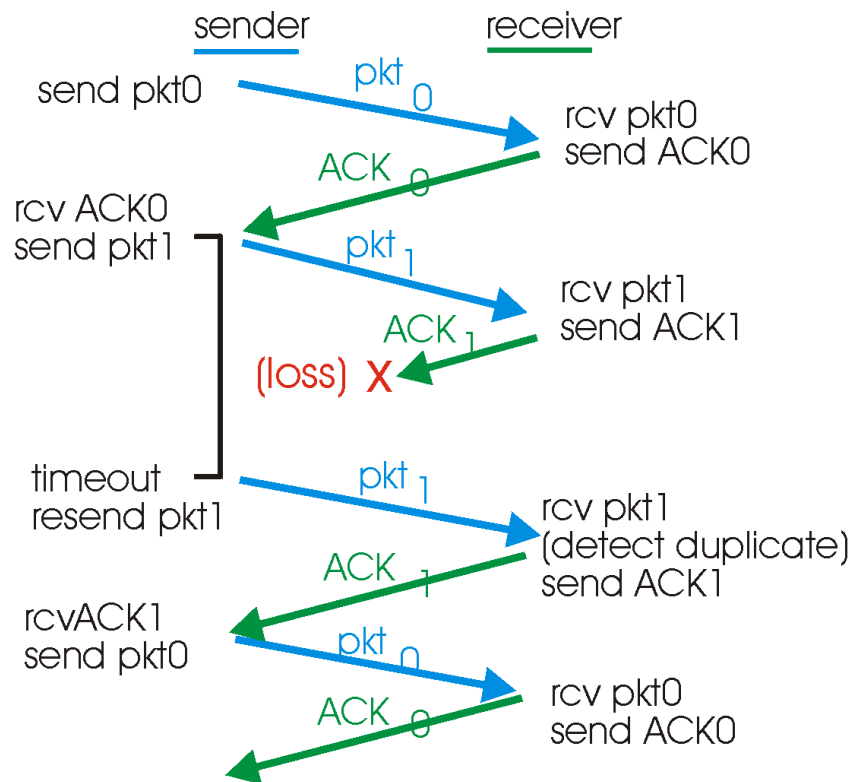 sender
receiver
send pkt0
pkt 0
rcv pkt0
send ACK0
ACK 0
rcv ACK0
send pkt1
pkt 1
rcv pkt1
send ACK1
ACK 1
(loss) X
timeout
resend pkt1
pkt 1
rcv pkt1
(detect duplicate)
send ACK1
ACK 1
rcvACK1
send pkt0
pkt 0
rcv pkt0
send ACK0
ACK 0